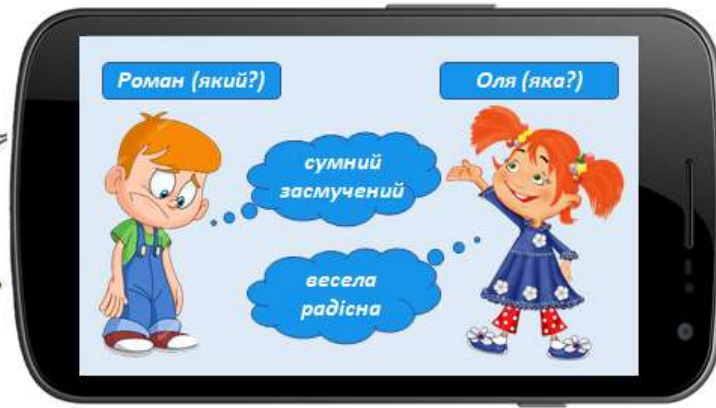 Роман (який?)
Оля (яка?)
сумний
засмучений
весела
радісна